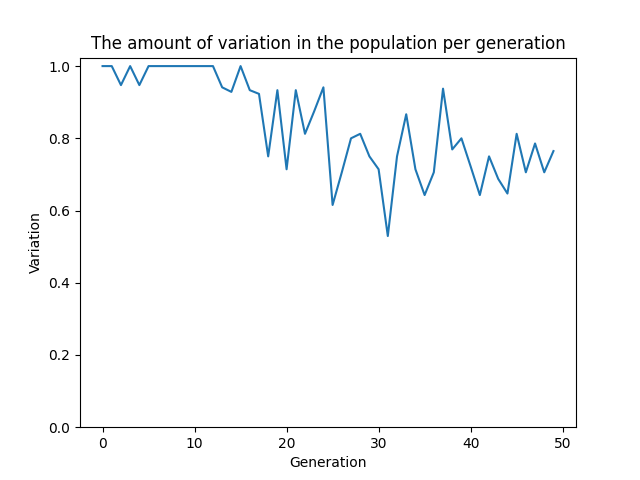 The amount of variation in the population per generation
1.0
0.8
0.6
0.4
0.2
0.0
Variation
0 10 20 30 40 50
Generation